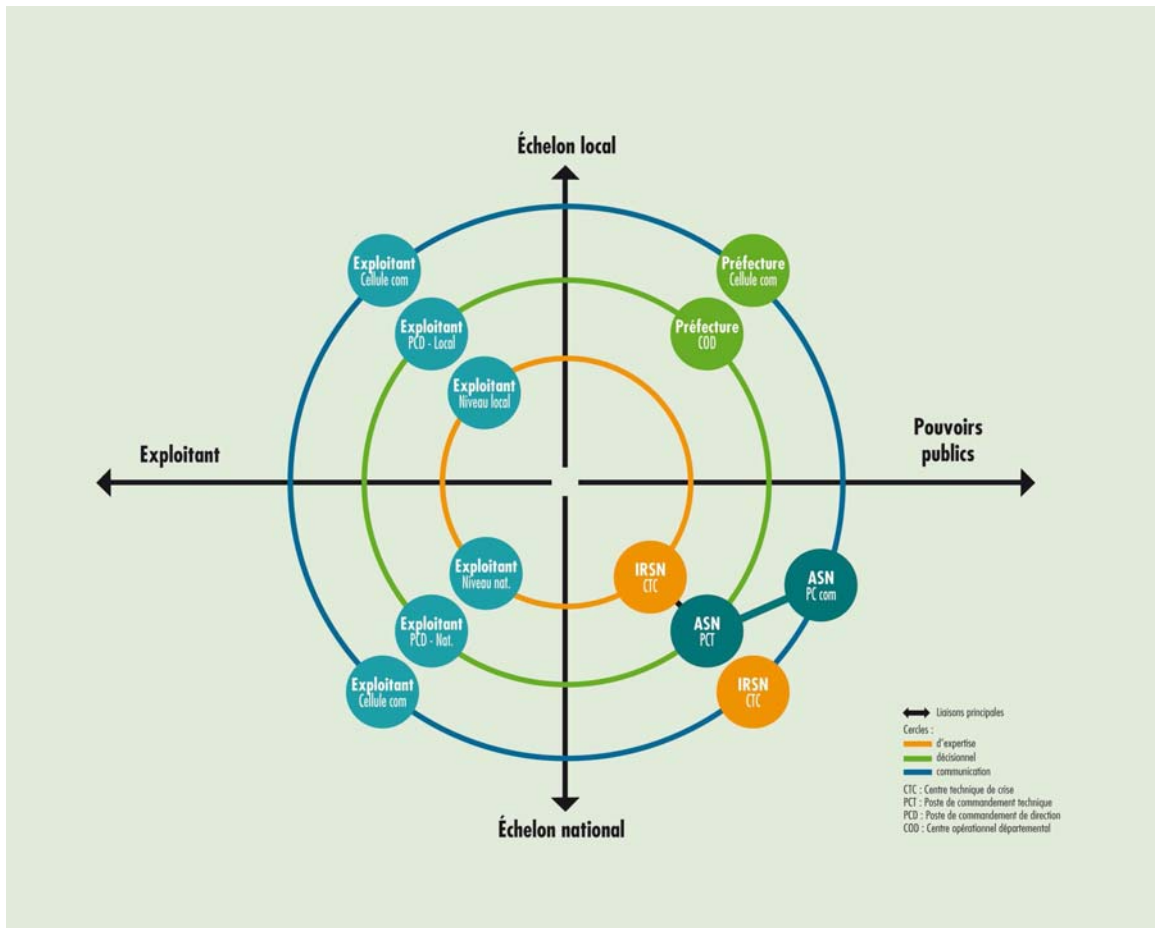 Échelon local
Exploitant
Cellule com
Préfecture
Cellule com
Exploitant
PCD - Local
Préfecture
COD
Exploitant
Niveau local
Exploitant
Pouvoirs
publics
Exploitant
Niveau nat.
IRSN
CTC
ASN
PC com
Exploitant
PCD - Nat.
ASN
PCT
Exploitant
Cellule com
IRSN
CTC
Échelon national
Liaisons principales
Cercles :
d'expertise
décisionnel
communication
CTC : Centre technique de crise
PCT : Poste de commandement technique
PCD : Poste de commandement de direction
COD : Centre opérationnel départemental